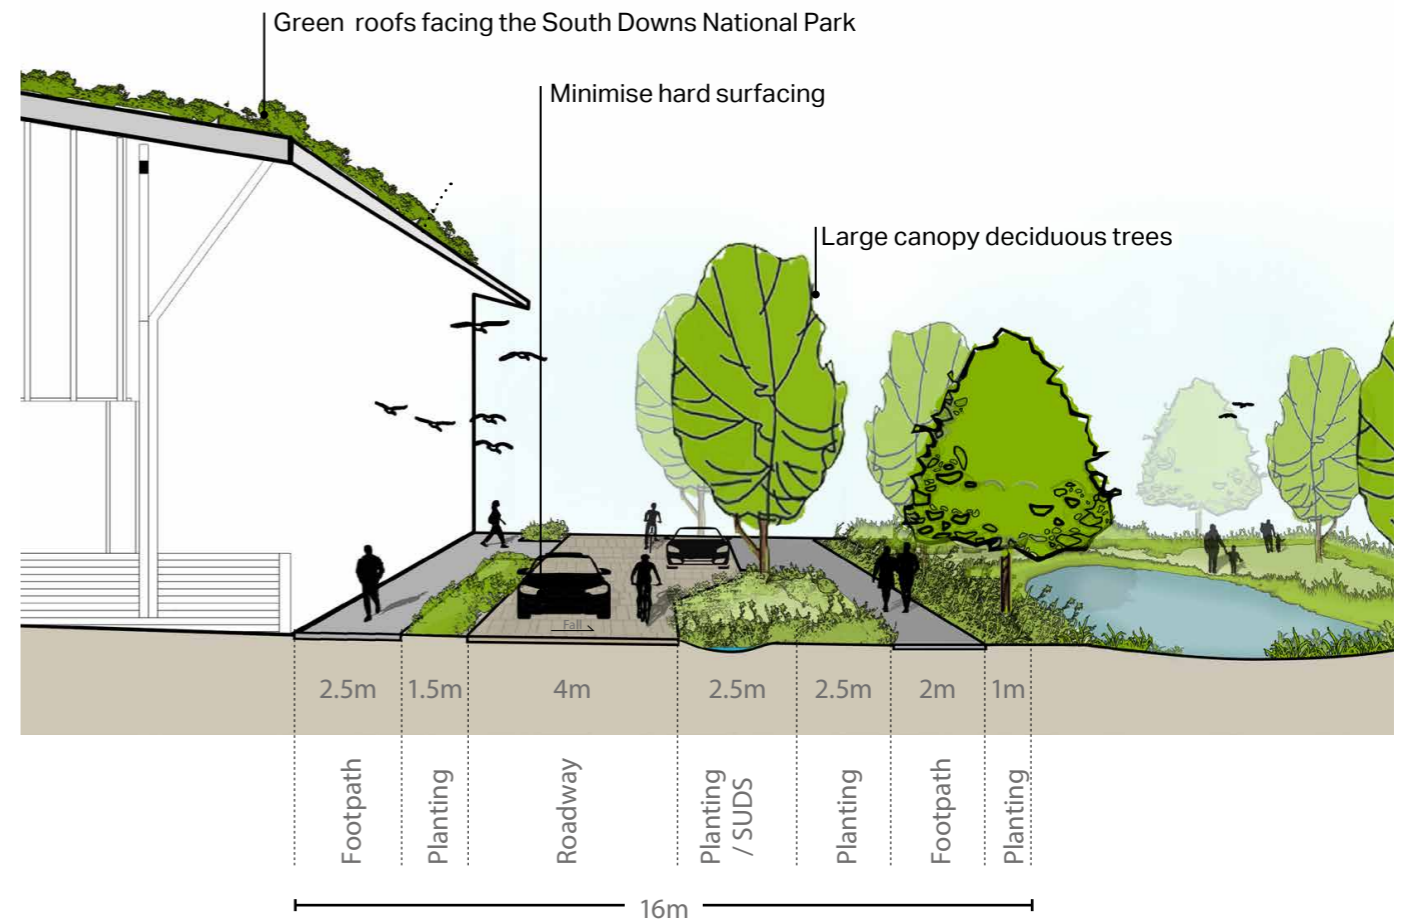 Green roofs facing the South Downs National Park
Minimise hard surfacing
Large canopy deciduous trees
Fall
2.5m
1.5m
4m
2.5m
2.5m
2m
1m
Footpath
Planting
Roadway
Planting
/ SUDS
Planting
Footpath
Planting
16m